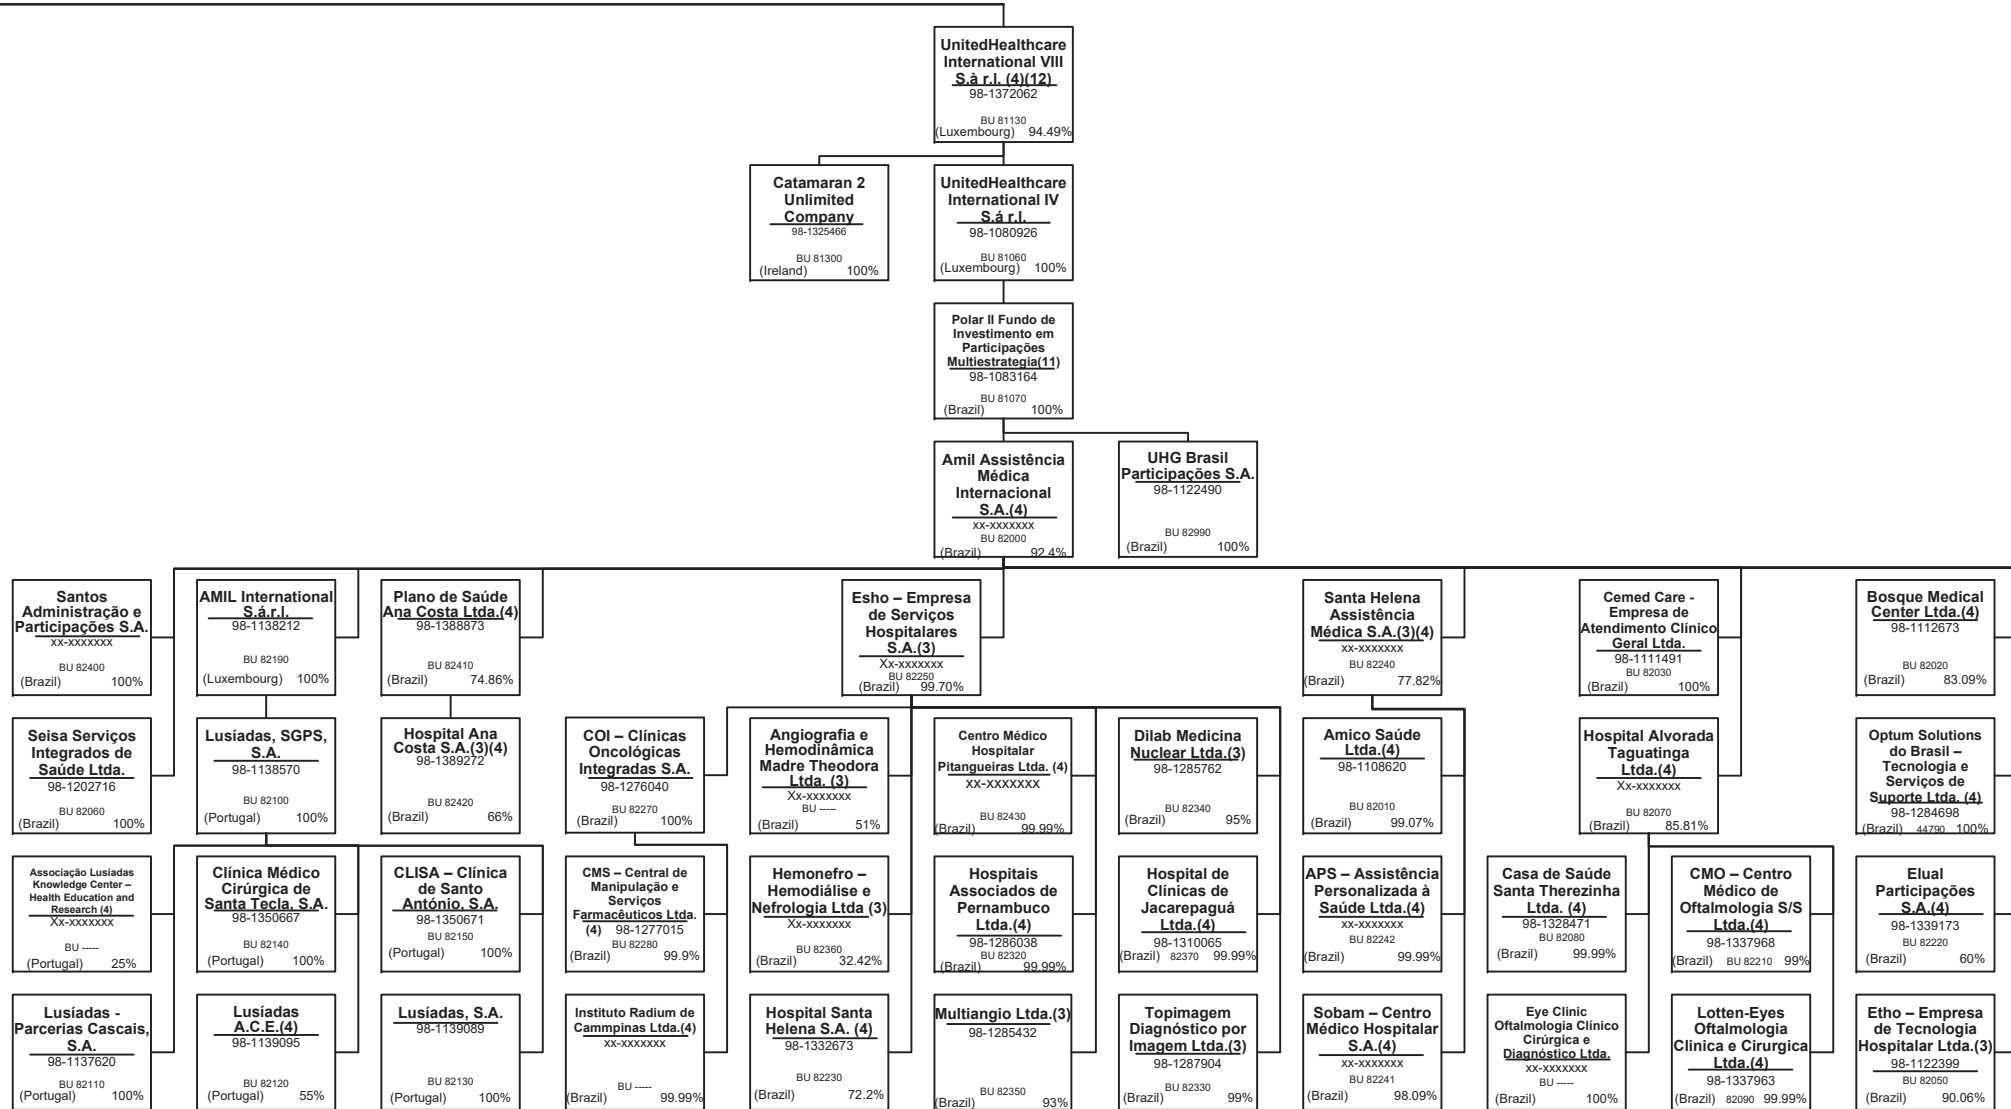 UnitedHealthcare
International VIII
S.à r.l. (4)(12)
98-1372062
BU 81130
(Luxembourg) 94.49%
Catamaran 2
Unlimited
Company
98-1325466
BU 81300
(Ireland) 100%
UnitedHealthcare
International IV
S.á r.l.
98-1080926
BU 81060
(Luxembourg) 100%
Polar II Fundo de
Investimento em
Participações
Multiestrategia(11)
98-1083164
BU 81070
(Brazil) 100%
Amil Assistência
Médica
Internacional
S.A.(4)
xx-xxxxxxx
BU 82000
(Brazil) 92.4%
UHG Brasil
Participações S.A.
98-1122490
BU 82990
(Brazil) 100%
Santos
Administração e
Participações S.A.
xx-xxxxxxx
BU 82400
(Brazil) 100%
AMIL International
S.á.r.l.
98-1138212
BU 82190
(Luxembourg) 100%
Plano de Saúde
Ana Costa Ltda.(4)
98-1388873
BU 82410
(Brazil) 74.86%
Esho – Empresa
de Serviços
Hospitalares
S.A.(3)
Xx-xxxxxxx
BU 82250
(Brazil) 99.70%
Santa Helena
Assistência
Médica S.A.(3)(4)
xx-xxxxxxx
BU 82240
(Brazil) 77.82%
Cemed Care -
Empresa de
Atendimento Clínico
Geral Ltda.
98-1111491
BU 82030
(Brazil) 100%
Bosque Medical
Center Ltda.(4)
98-1112673
BU 82020
(Brazil) 83.09%
Seisa Serviços
Integrados de
Saúde Ltda.
98-1202716
BU 82060
(Brazil) 100%
Lusíadas, SGPS,
S.A.
98-1138570
BU 82100
(Portugal) 100%
Hospital Ana
Costa S.A.(3)(4)
98-1389272
BU 82420
(Brazil) 66%
COI – Clínicas
Oncológicas
Integradas S.A.
98-1276040
BU 82270
(Brazil) 100%
Angiografia e
Hemodinâmica
Madre Theodora
Ltda. (3)
Xx-xxxxxxx
BU -----
(Brazil) 51%
Centro Médico
Hospitalar
Pitangueiras Ltda. (4)
xx-xxxxxxx
BU 82430
(Brazil) 99.99%
Dilab Medicina
Nuclear Ltda.(3)
98-1285762
BU 82340
(Brazil) 95%
Amico Saúde
Ltda.(4)
98-1108620
BU 82010
(Brazil) 99.07%
Hospital Alvorada
Taguatinga
Ltda.(4)
Xx-xxxxxxx
BU 82070
(Brazil) 85.81%
Optum Solutions
do Brasil –
Tecnologia e
Serviços de
Suporte Ltda. (4)
98-1284698
(Brazil) 44790 100%
Associação Lusíadas
Knowledge Center –
Health Education and
Research (4)
Xx-xxxxxxx
BU -----
(Portugal) 25%
Clínica Médico
Cirúrgica de
Santa Tecla, S.A.
98-1350667
BU 82140
(Portugal) 100%
CLISA – Clínica
de Santo
António, S.A.
98-1350671
BU 82150
(Portugal) 100%
CMS – Central de
Manipulação e
Serviços
Farmacêuticos Ltda.
(4) 98-1277015
BU 82280
(Brazil) 99.9%
Hemonefro –
Hemodiálise e
Nefrologia Ltda (3)
Xx-xxxxxxx
BU 82360
(Brazil) 32.42%
Hospitais
Associados de
Pernambuco
Ltda.(4)
98-1286038
BU 82320
(Brazil) 99.99%
Hospital de
Clínicas de
Jacarepaguá
Ltda.(4)
98-1310065
(Brazil) 82370 99.99%
APS – Assistência
Personalizada à
Saúde Ltda.(4)
xx-xxxxxxx
BU 82242
(Brazil) 99.99%
Casa de Saúde
Santa Therezinha
Ltda. (4)
98-1328471
BU 82080
(Brazil) 99.99%
CMO – Centro
Médico de
Oftalmologia S/S
Ltda.(4)
98-1337968
(Brazil) BU 82210 99%
Elual
Participações
S.A.(4)
98-1339173
BU 82220
(Brazil) 60%
Lusíadas -
Parcerias Cascais,
S.A.
98-1137620
BU 82110
(Portugal) 100%
Lusíadas
A.C.E.(4)
98-1139095
BU 82120
(Portugal) 55%
Lusíadas, S.A.
98-1139089
BU 82130
(Portugal) 100%
Instituto Radium de
Cammpinas Ltda.(4)
xx-xxxxxxx
BU -----
(Brazil) 99.99%
Hospital Santa
Helena S.A. (4)
98-1332673
BU 82230
(Brazil) 72.2%
Multiangio Ltda.(3)
98-1285432
BU 82350
(Brazil) 93%
Topimagem
Diagnóstico por
Imagem Ltda.(3)
98-1287904
BU 82330
(Brazil) 99%
Sobam – Centro
Médico Hospitalar
S.A.(4)
xx-xxxxxxx
BU 82241
(Brazil) 98.09%
Eye Clinic
Oftalmologia Clínico
Cirúrgica e
Diagnóstico Ltda.
xx-xxxxxxx
BU -----
(Brazil) 100%
Lotten-Eyes
Oftalmologia
Clinica e Cirurgica
Ltda.(4)
98-1337963
(Brazil) 82090 99.99%
Etho – Empresa
de Tecnologia
Hospitalar Ltda.(3)
98-1122399
BU 82050
(Brazil) 90.06%